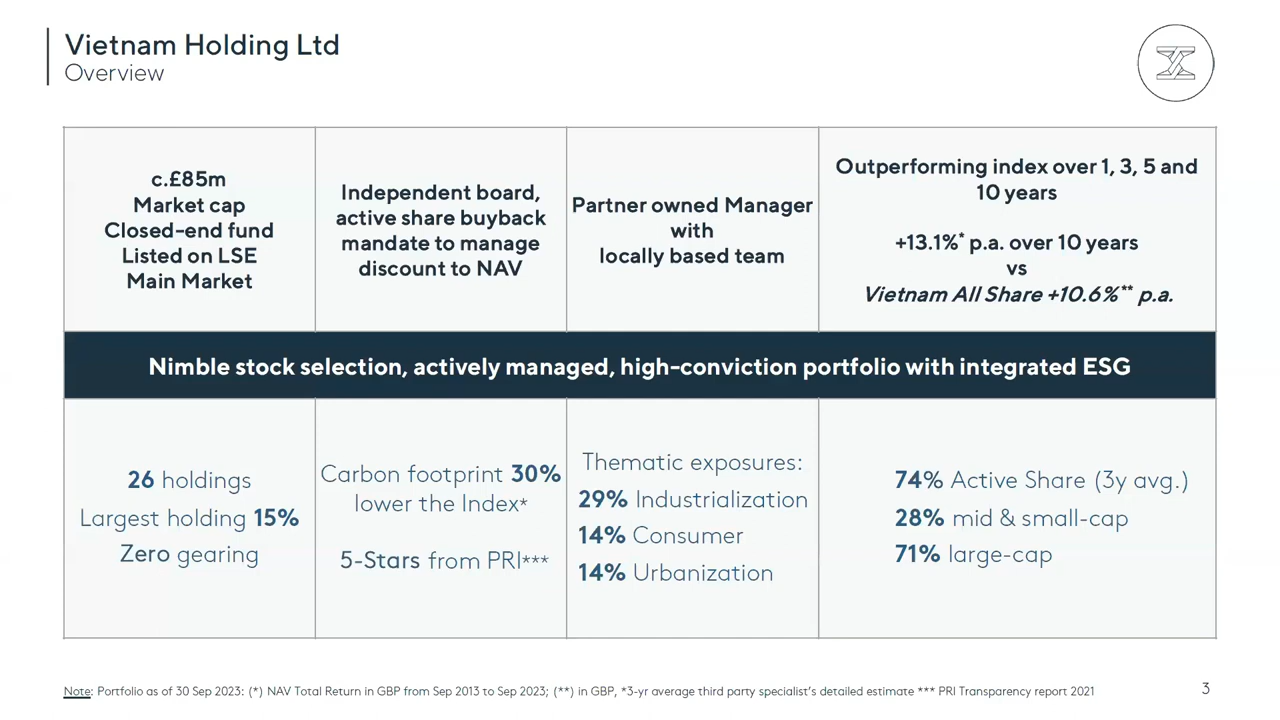 Vietnam Holding Ltd
Overview
c.£85m
Market cap
Closed-end fund
Listed on LSE
Main Market
Independent board,
active share buyback
mandate to manage
discount to NAV
Partner owned Manager
with
locally based team
Outperforming index over 1, 3, 5 and
10 years
+13.1%* p.a. over 10 years
vs
Vietnam All Share +10.6%** p.a.
Nimble stock selection, actively managed, high-conviction portfolio with integrated ESG
26 holdings
Largest holding 15%
Zero gearing
Carbon footprint 30%
lower the Index*
5-Stars from PRI***
Thematic exposures:
29% Industrialization
14% Consumer
14% Urbanization
74% Active Share (3y avg.)
28% mid & small-cap
71% large-cap
Note: Portfolio as of 30 Sep 2023: (*) NAV Total Return in GBP from Sep 2013 to Sep 2023; (**) in GBP, *3-yr average third party specialist's detailed estimate *** PRI Transparency report 2021
3